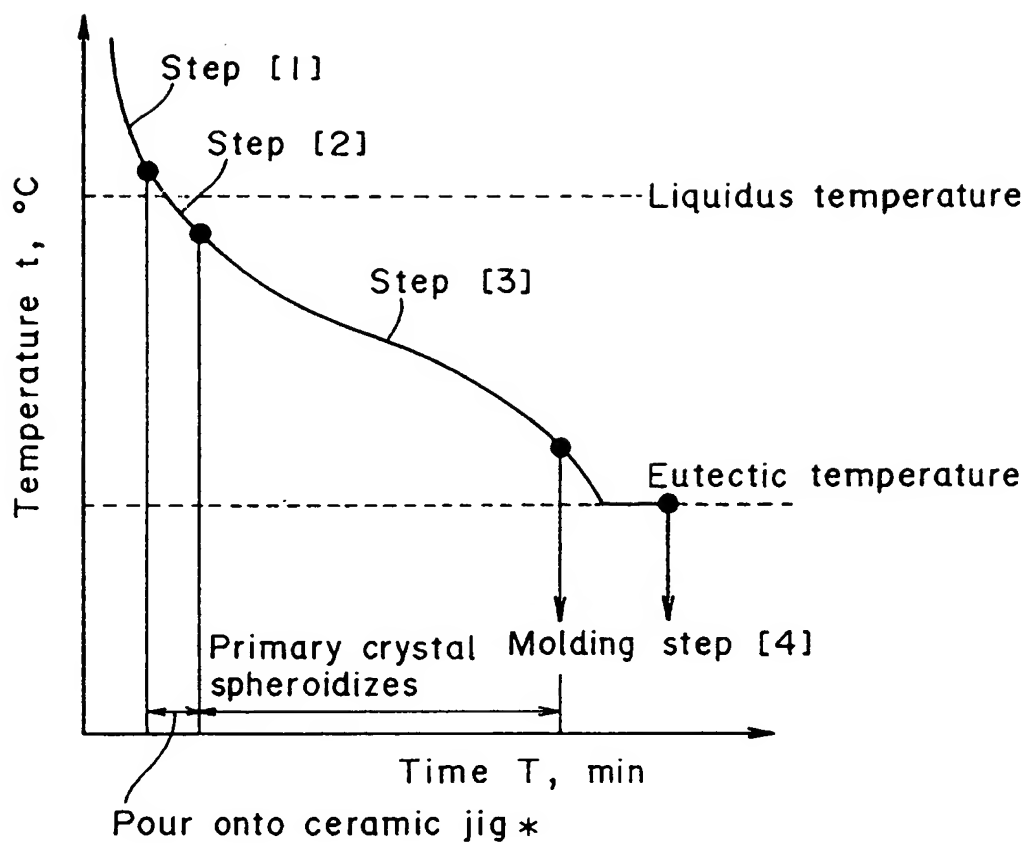 Step [1]
Step [2]
Liquidus temperature
Step [3]
Temperature t, °C
Eutectic temperature
Primary crystal
spheroidizes
Molding step [4]
Time T, min
Pour onto ceramic jig *